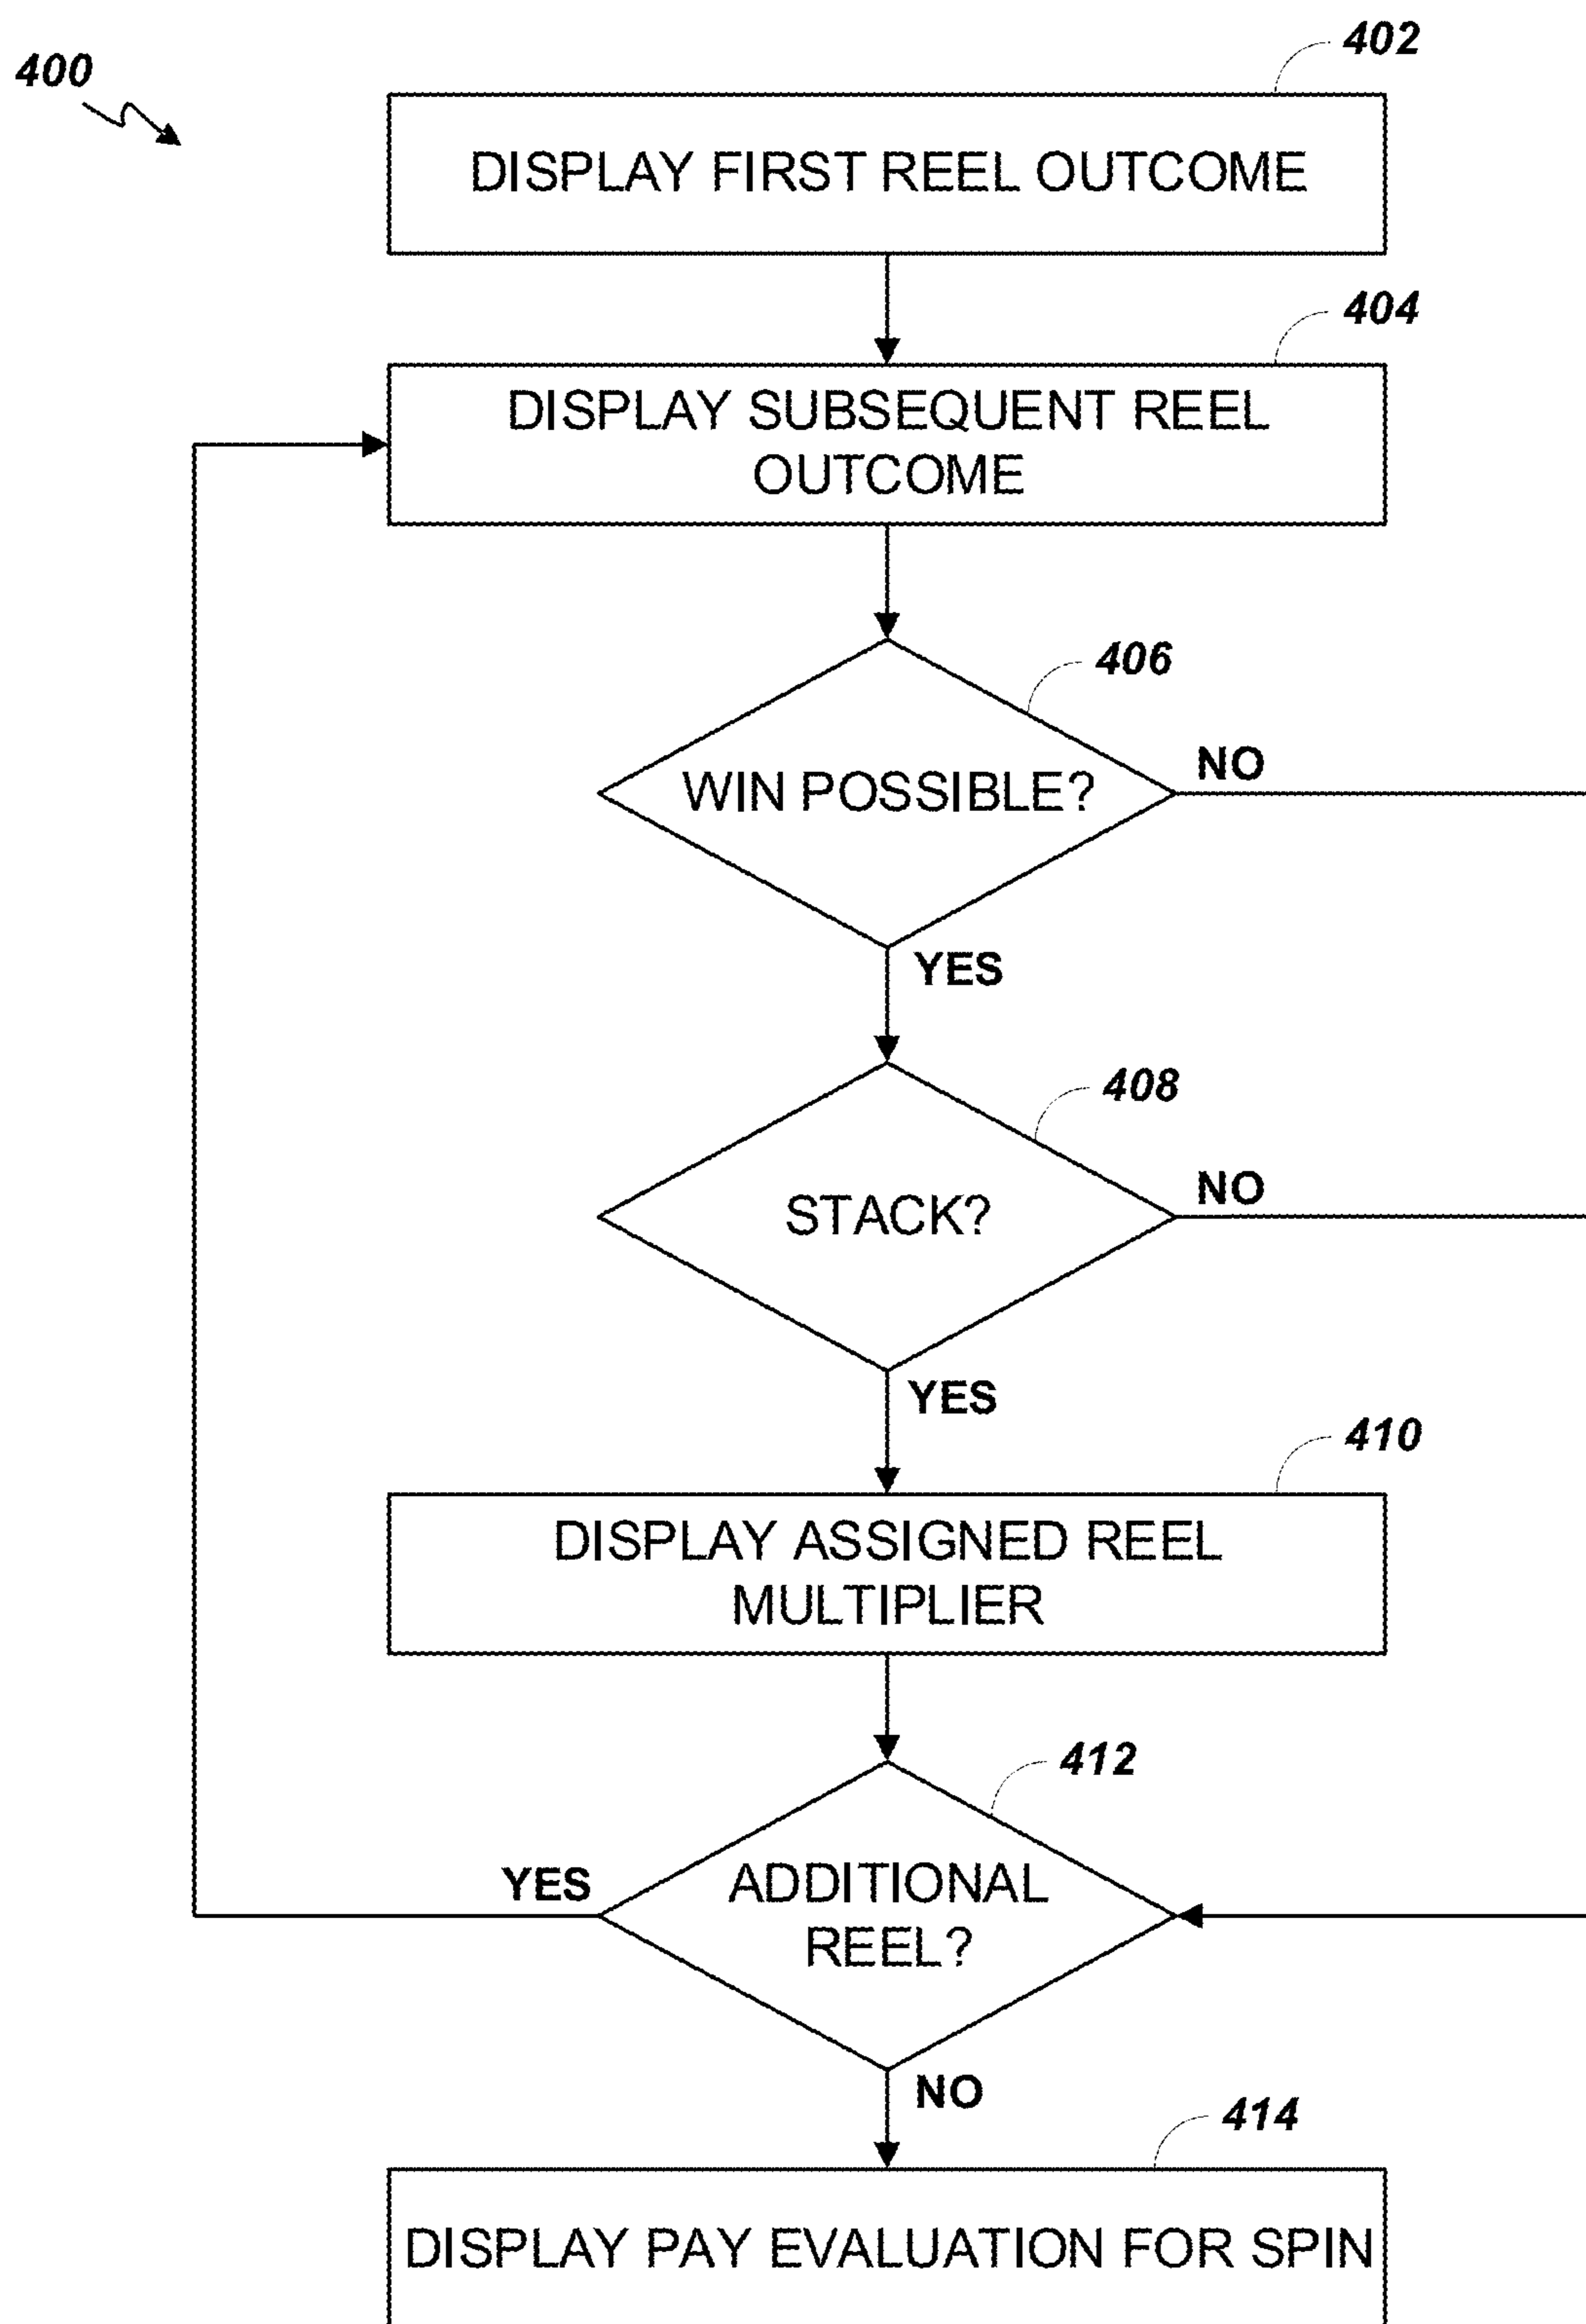 402
400
DISPLAY FIRST REEL OUTCOME
404
DISPLAY SUBSEQUENT REEL
OUTCOME
406
WIN POSSIBLE?
NO
YES
408
STACK?
NO
YES
410
DISPLAY ASSIGNED REEL
MULTIPLIER
412
YES
ADDITIONAL
REEL?
NO
414
DISPLAY PAY EVALUATION FOR SPIN